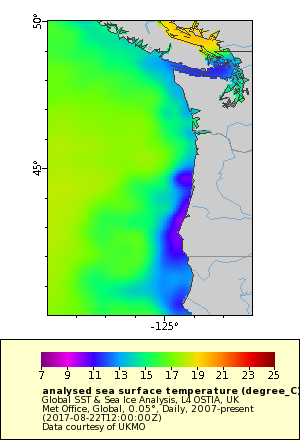 50°
45°
-125°
7 9 11 13 15 17 19 21 23 25
analysed sea surface temperature (degree_C)
Global SST & Sea Ice Analysis, L4 OSTIA, UK
Met Office, Global, 0.05°, Daily, 2007-present
(2017-08-22T12:00:00Z)
Data courtesy of UKMO